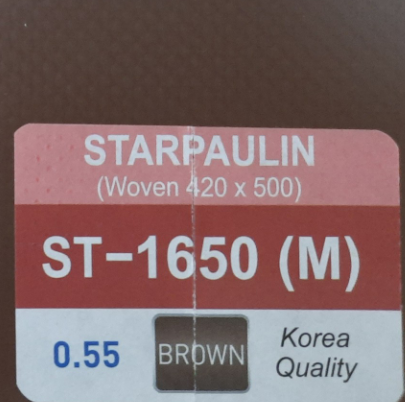 STARPAULIN
(Woven 420 x 500)
ST-1650 (M)
0.55
BROWN
Korea
Quality